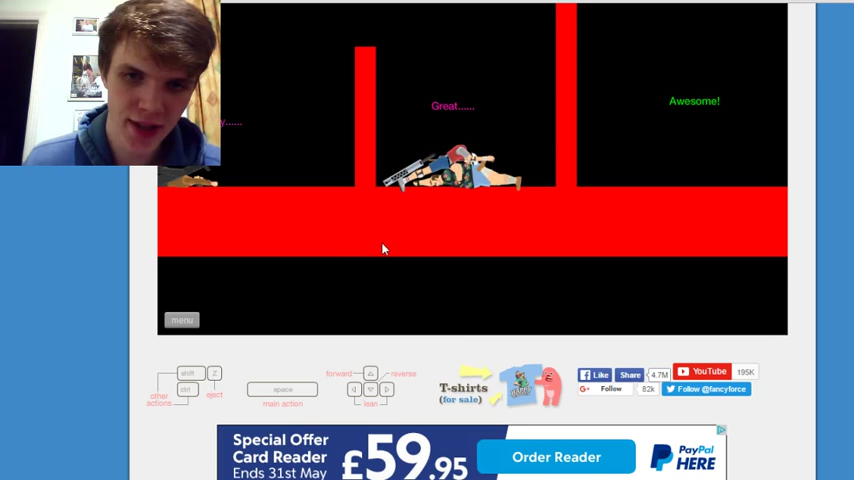 y......
Great......
Awesome!
menu
shift
Z
ctrl
other
actions
eject
space
main action
forward
reverse
lean
T-shirts
(for sale)
Like
Share
4.7M
YouTube
195K
G+ Follow
82k
Follow @fancyforce
Special Offer
Card Reader
Ends 31st May
£59.95
Order Reader
PayPal
HERE